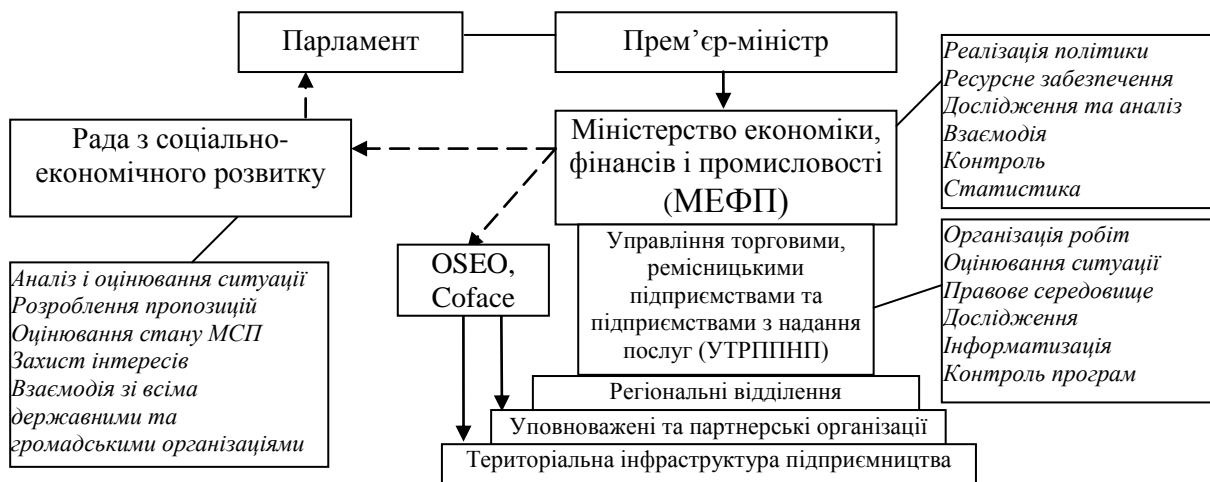 Парламент
Прем’єр-міністр
Реалізація політики
Ресурсне забезпечення
Дослідження та аналіз
Взаємодія
Контроль
Статистика
Рада з соціально-
економічного розвитку
Міністерство економіки,
фінансів і промисловості
(МЕФП)
Управління торговими,
ремісницькими
підприємствами та
підприємствами з надання
послуг (УТРППНП)
Організація робіт
Оцінювання ситуації
Правове середовище
Дослідження
Інформатизація
Контроль програм
OSEO,
Coface
Аналіз і оцінювання ситуації
Розроблення пропозицій
Оцінювання стану МСП
Захист інтересів
Взаємодія зі всіма
державними та
громадськими організаціями
Регіональні відділення
Уповноважені та партнерські організації
Територіальна інфраструктура підприємництва